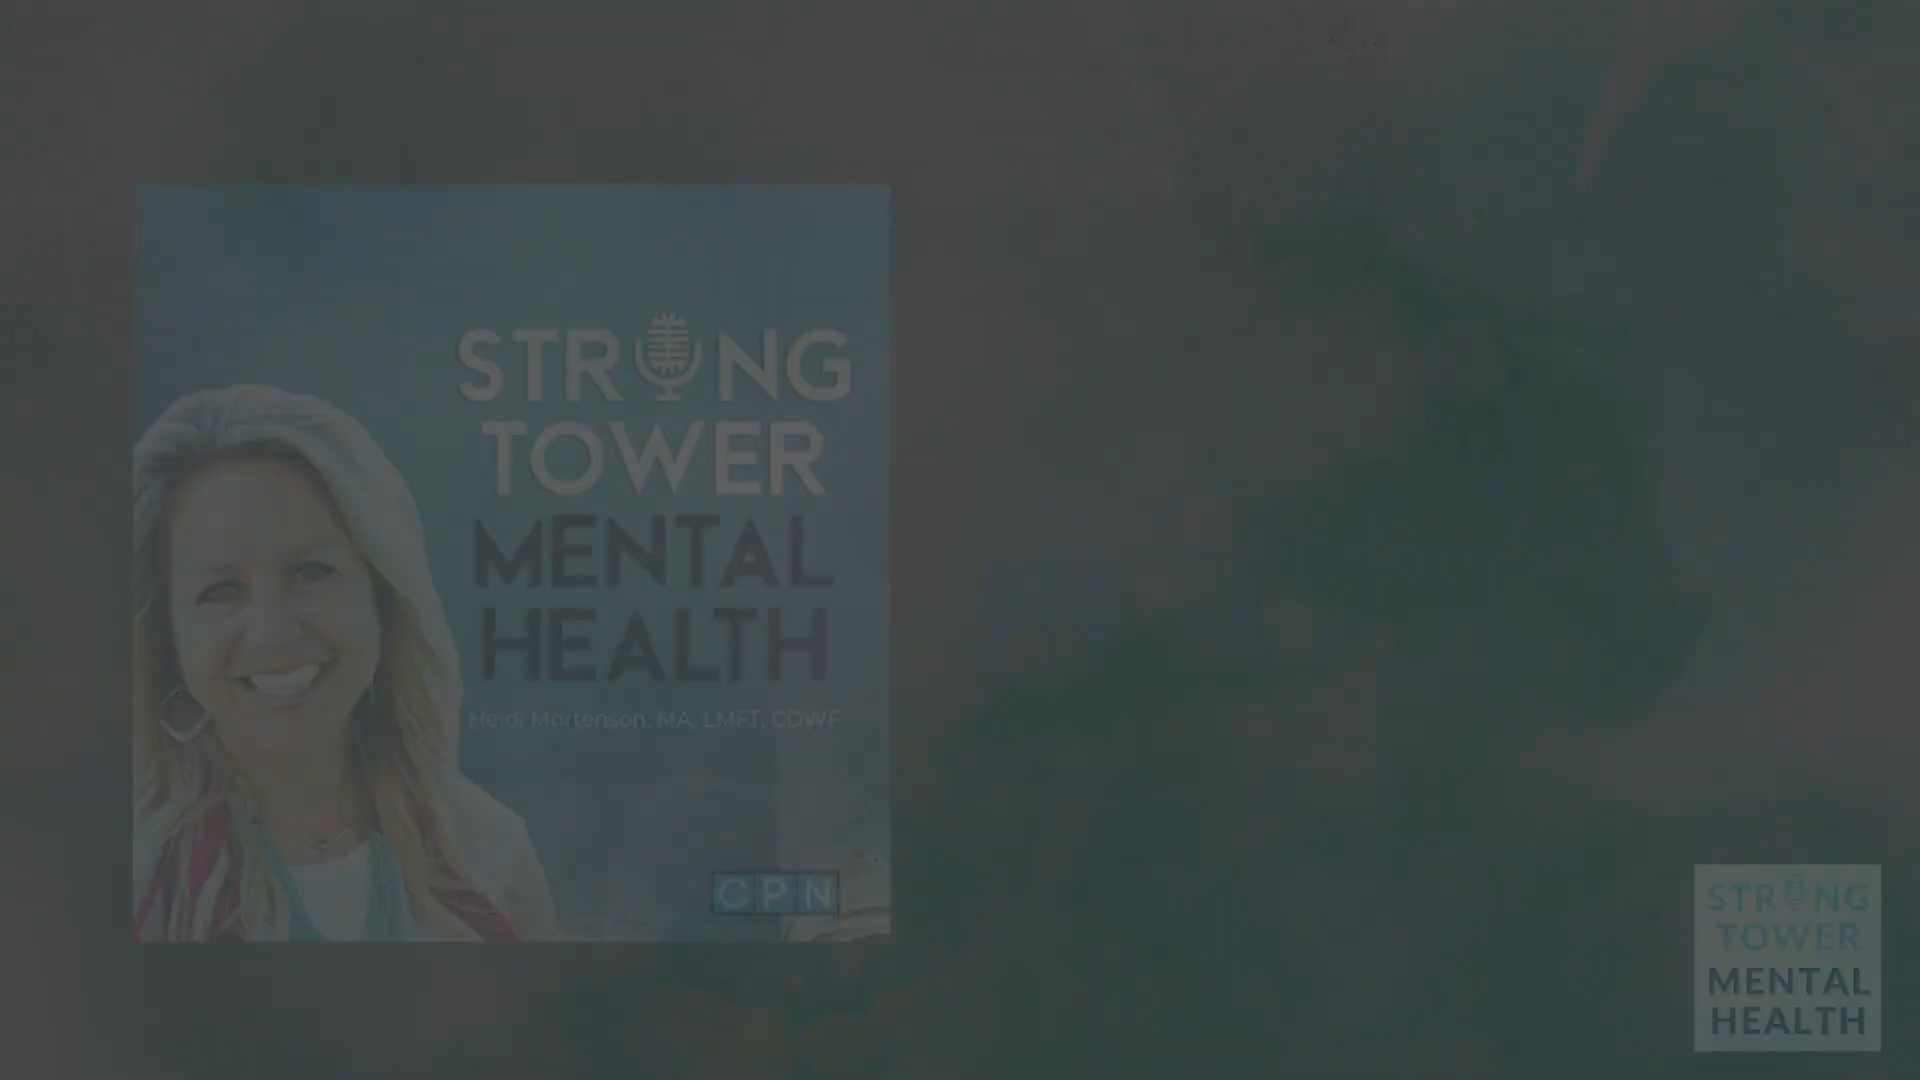 STRONG
TOWER
MENTAL
HEALTH
Heidi Mortenson, MA, LMFT, CDWF
CPN
STRONG
TOWER
MENTAL
HEALTH